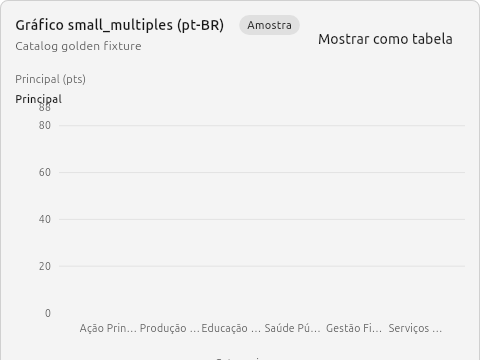 Gráfico small_multiples (pt-BR) Amostra
Mostrar como tabela
Catalog golden fixture
Principal (pts)
Principal
88
80
60
40
20
0
Ação Prin… Produção … Educação … Saúde Pú… Gestão Fi… Serviços …